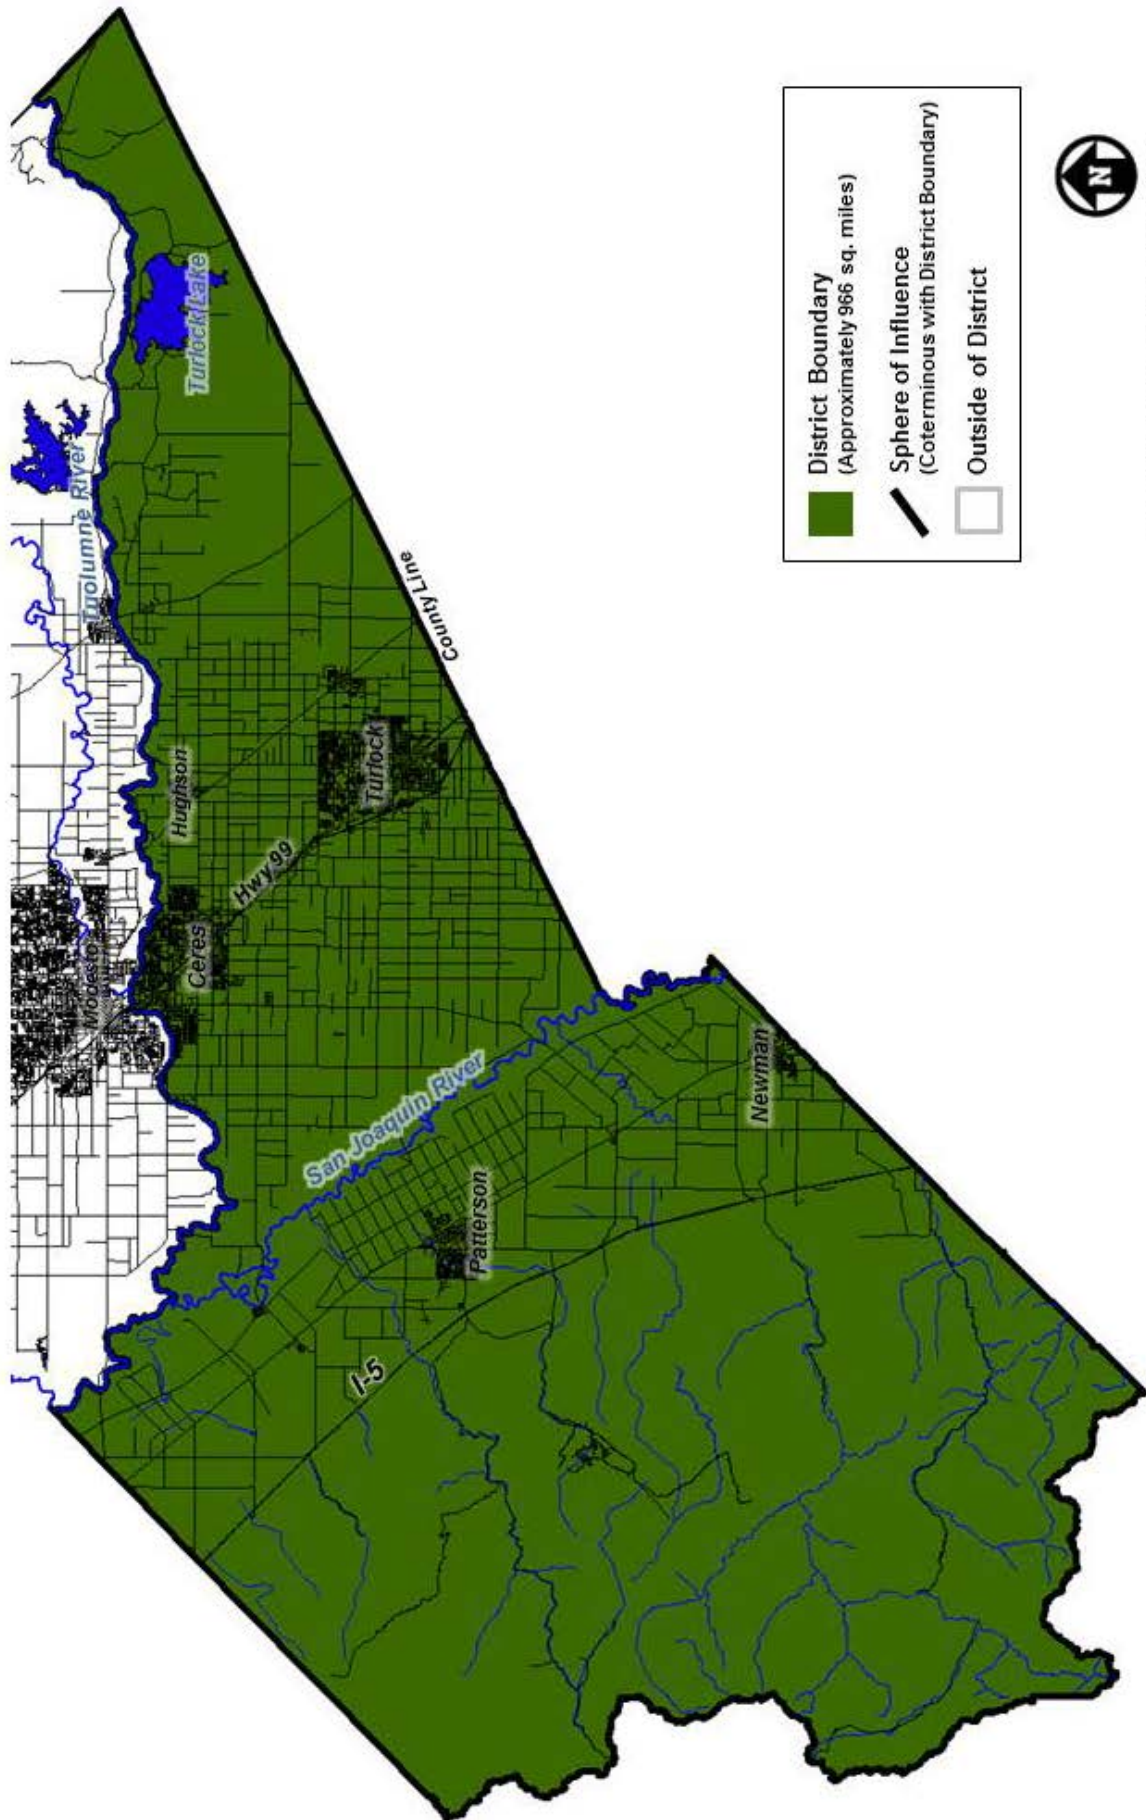 Tuolumne River
Turlock Lake
Modesto
Hughson
Ceres
Hwy 99
Turlock
County Line
San Joaquin River
Patterson
I-5
Newman
District Boundary
(Approximately 966 sq. miles)
Sphere of Influence
(Coterminous with District Boundary)
Outside of District
N